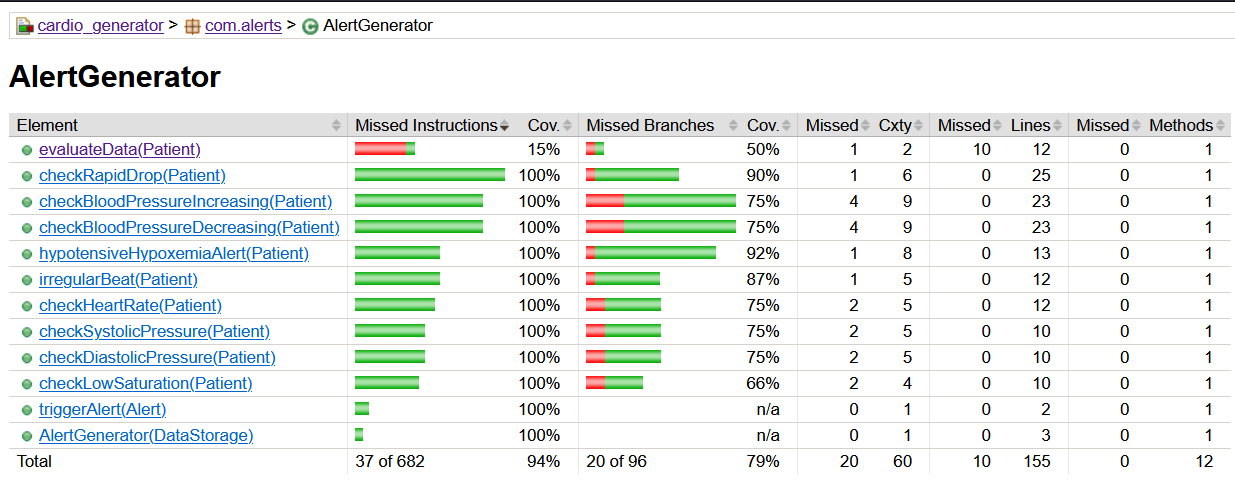 cardio_generator > com.alerts > AlertGenerator
AlertGenerator
Element Missed Instructions Cov. Missed Branches Cov. Missed Cxty Missed Lines Missed Methods
evaluateData(Patient) 15% 50% 1 2 10 12 0 1
checkRapidDrop(Patient) 100% 90% 1 6 0 25 0 1
checkBloodPressureIncreasing(Patient) 100% 75% 4 9 0 23 0 1
checkBloodPressureDecreasing(Patient) 100% 75% 4 9 0 23 0 1
hypotensiveHypoxemiaAlert(Patient) 100% 92% 1 8 0 13 0 1
irregularBeat(Patient) 100% 87% 1 5 0 12 0 1
checkHeartRate(Patient) 100% 75% 2 5 0 12 0 1
checkSystolicPressure(Patient) 100% 75% 2 5 0 10 0 1
checkDiastolicPressure(Patient) 100% 75% 2 5 0 10 0 1
checkLowSaturation(Patient) 100% 66% 2 4 0 10 0 1
triggerAlert(Alert) 100% n/a 0 1 0 2 0 1
AlertGenerator(DataStorage) 100% n/a 0 1 0 3 0 1
Total 37 of 682 94% 20 of 96 79% 20 60 10 155 0 12